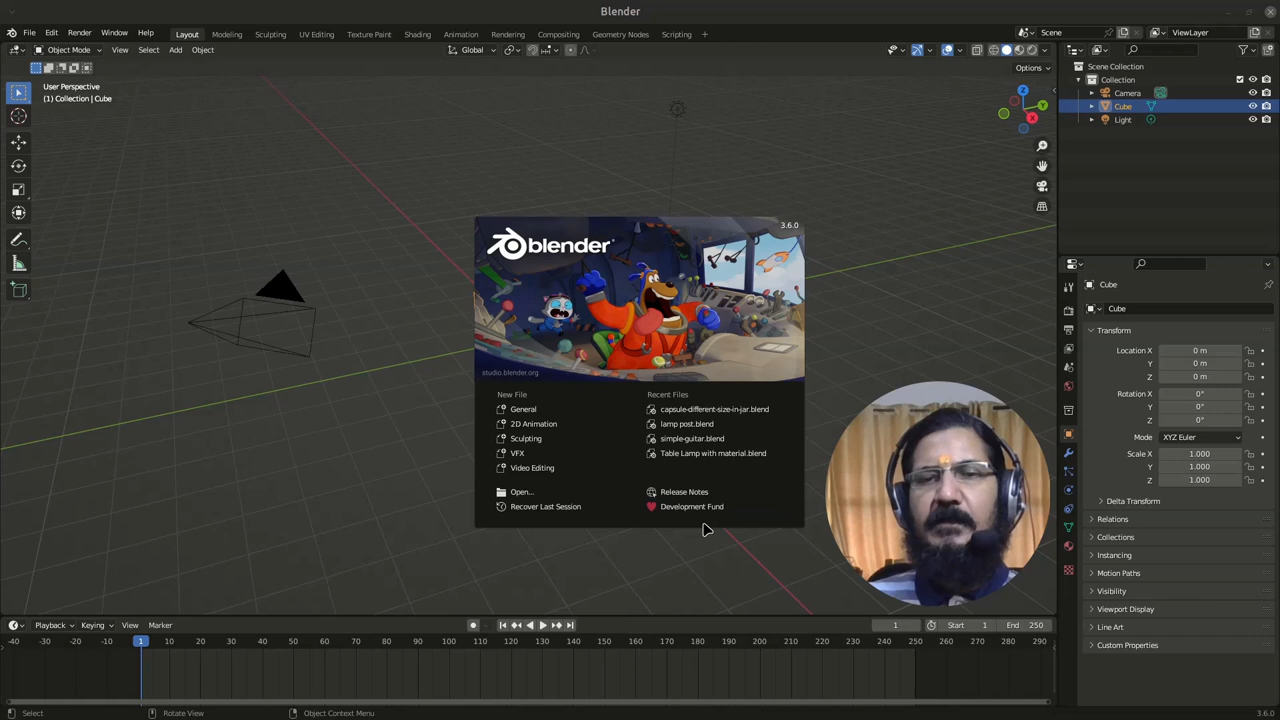 Blender
File Edit Render Window Help
Layout Modeling Sculpting UV Editing Texture Paint Shading Animation Rendering Compositing Geometry Nodes Scripting +
Scene
ViewLayer
Object Mode View Select Add Object
Global
Options
User Perspective
(1) Collection | Cube
Z
Y
X
Scene Collection
Collection
Camera
Cube
Light
blender
3.6.0
studio.blender.org
New File
General
2D Animation
Sculpting
VFX
Video Editing
Open...
Recover Last Session
Recent Files
capsule-different-size-in-jar.blend
lamp post.blend
simple-guitar.blend
Table Lamp with material.blend
Release Notes
Development Fund
Cube
Cube
Transform
Location X 0 m
Y 0 m
Z 0 m
Rotation X 0°
Y 0°
Z 0°
Mode XYZ Euler
Scale X 1.000
Y 1.000
Z 1.000
Delta Transform
Relations
Collections
Instancing
Motion Paths
Visibility
Viewport Display
Line Art
Custom Properties
Playback Keying View Marker
1 Start 1 End 250
-40 -30 -20 -10 1 10 20 30 40 50 60 70 80 90 100 110 120 130 140 150 160 170 180 190 200 210 220 230 240 250 260 270 280 290
Select Rotate View Object Context Menu
3.6.0